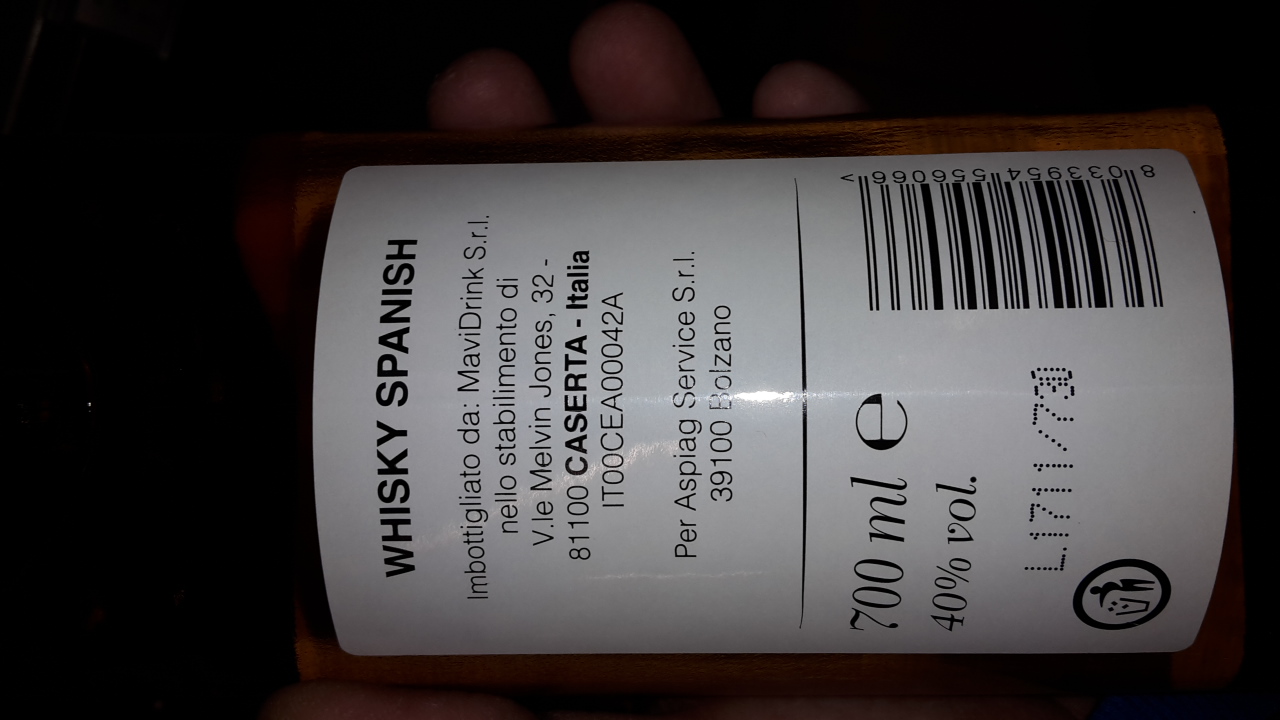 WHISKY SPANISH
Imbottigliato da: MaviDrink S.r.l.
nello stabilimento di
V.le Melvin Jones, 32 -
81100 CASERTA - Italia
IT00CEA00042A
Per Aspiag Service S.r.l.
39100 Bolzano
700 ml e
40% vol.
8 033954 556066 >